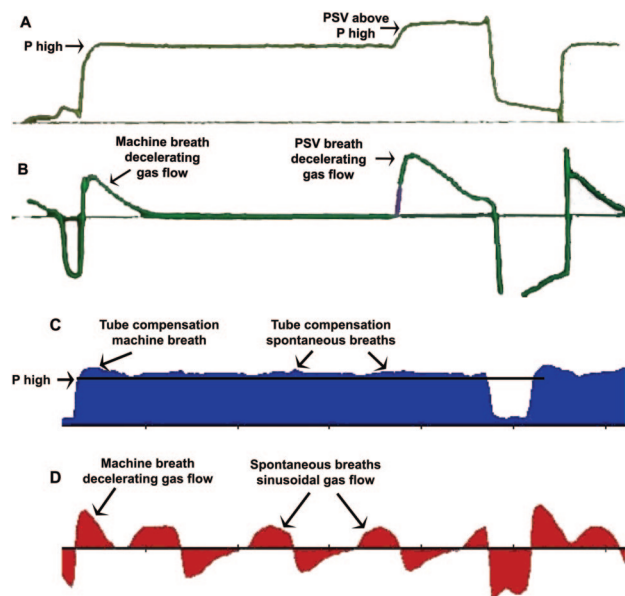 A
P high
PSV above
P high
B
Machine breath
decelerating
gas flow
PSV breath
decelerating
gas flow
C
Tube compensation
machine breath
Tube compensation
spontaneous breaths
P high
D
Machine breath
decelerating gas flow
Spontaneous breaths
sinusoidal gas flow